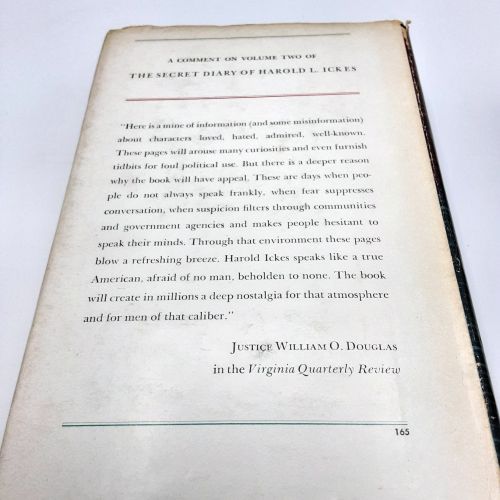 A COMMENT ON VOLUME TWO OF
THE SECRET DIARY OF HAROLD L. ICKES
"Here is a mine of information (and some misinformation)
about characters loved, hated, admired, well-known.
These pages will arouse many curiosities and even furnish
tidbits for foul political use. But there is a deeper reason
why the book will have appeal. These are days when peo-
ple do not always speak frankly, when fear suppresses
conversation, when suspicion filters through communities
and government agencies and makes people hesitant to
speak their minds. Through that environment these pages
blow a refreshing breeze. Harold Ickes speaks like a true
American, afraid of no man, beholden to none. The book
will create in millions a deep nostalgia for that atmosphere
and for men of that caliber."
JUSTICE WILLIAM O. DOUGLAS
in the Virginia Quarterly Review
165